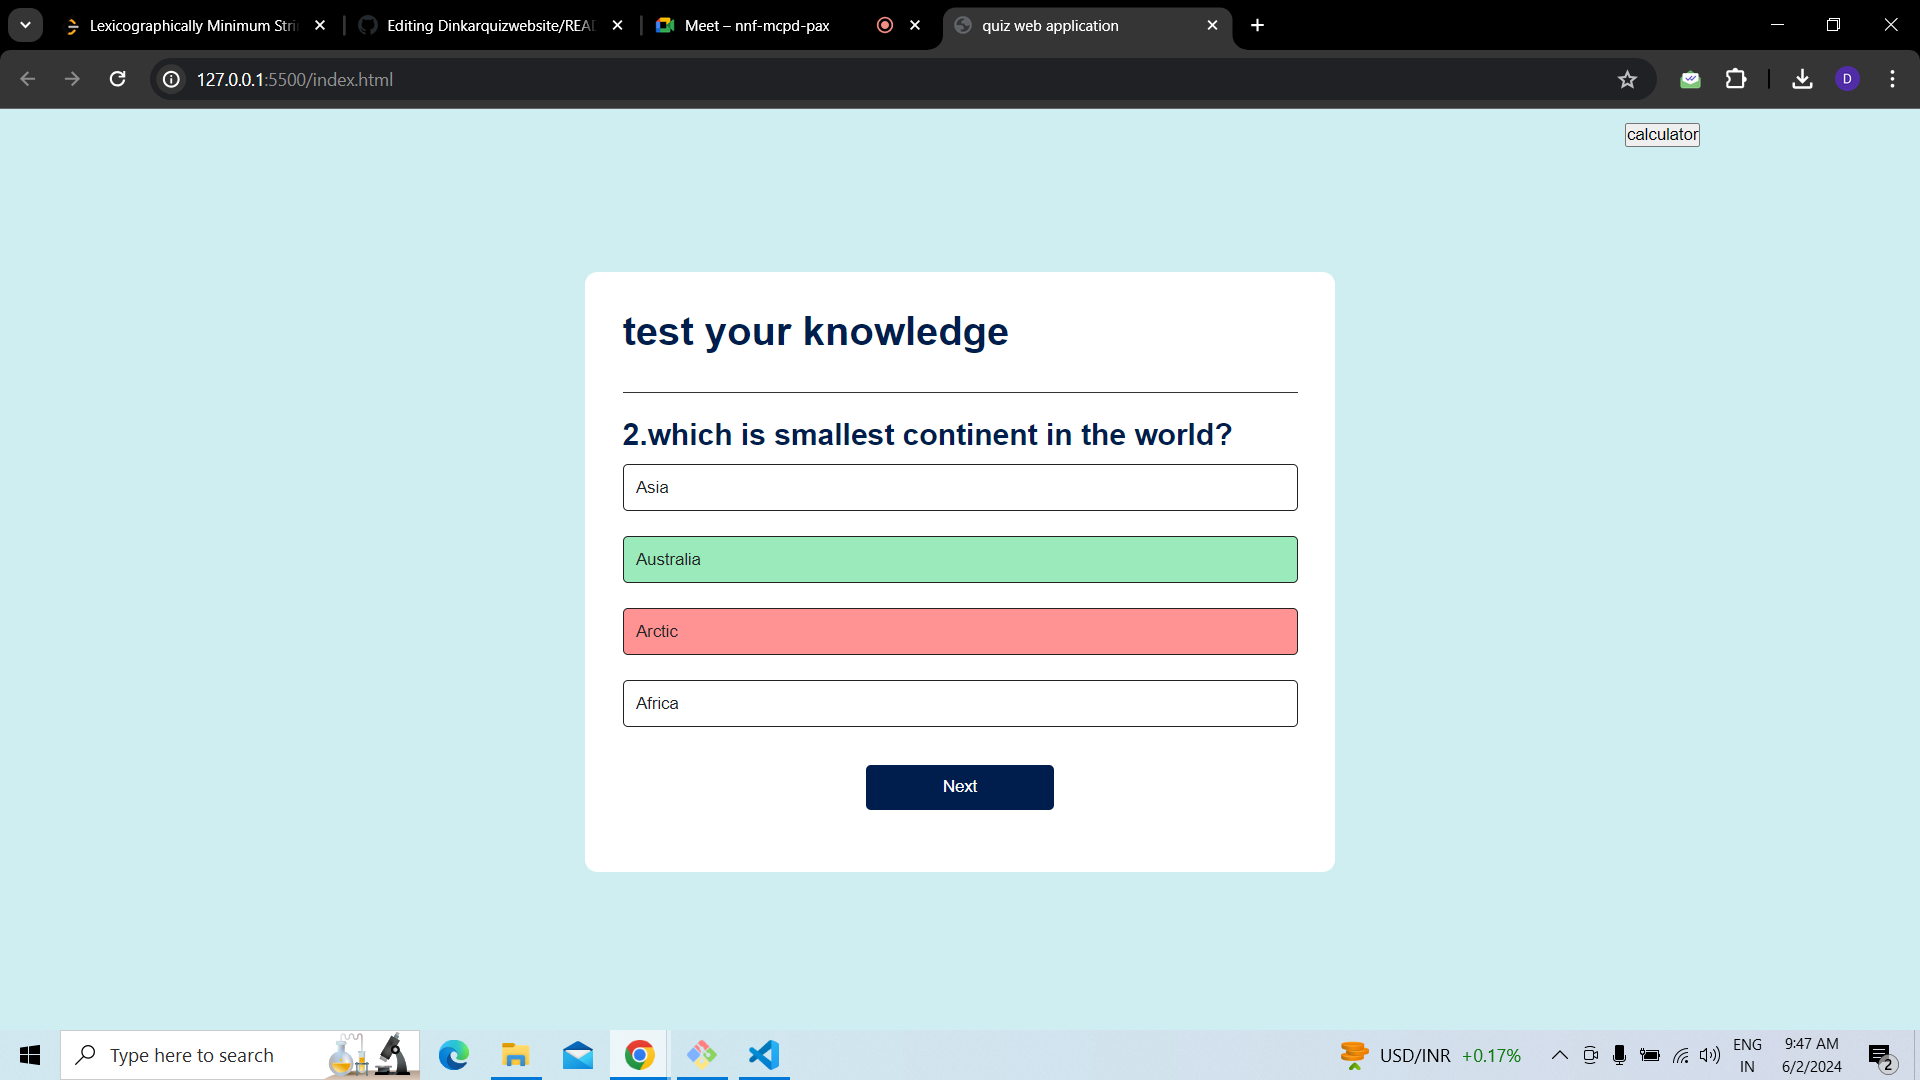 Lexicographically Minimum Stri
Editing Dinkarquizwebsite/READ
Meet – nnf-mcpd-pax
quiz web application
127.0.0.1:5500/index.html
D
calculator
test your knowledge
2.which is smallest continent in the world?
Asia
Australia
Arctic
Africa
Next
Type here to search
USD/INR +0.17%
ENG
IN
9:47 AM
6/2/2024
2